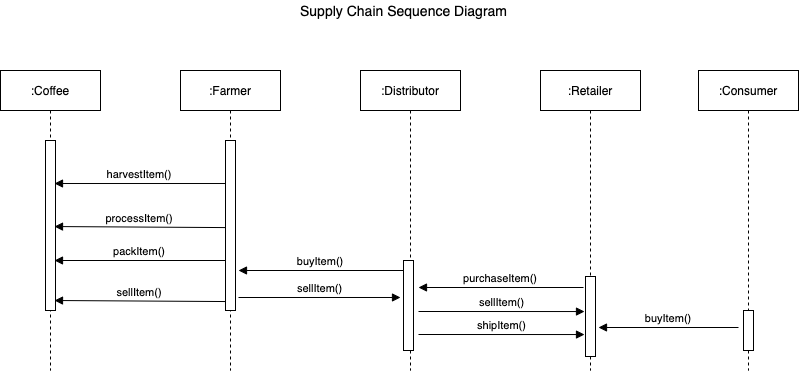 Supply Chain Sequence Diagram
:Coffee
:Farmer
:Distributor
:Retailer
:Consumer
harvestItem()
processItem()
packItem()
buyItem()
purchaseItem()
sellItem()
sellItem()
sellItem()
shipItem()
buyItem()